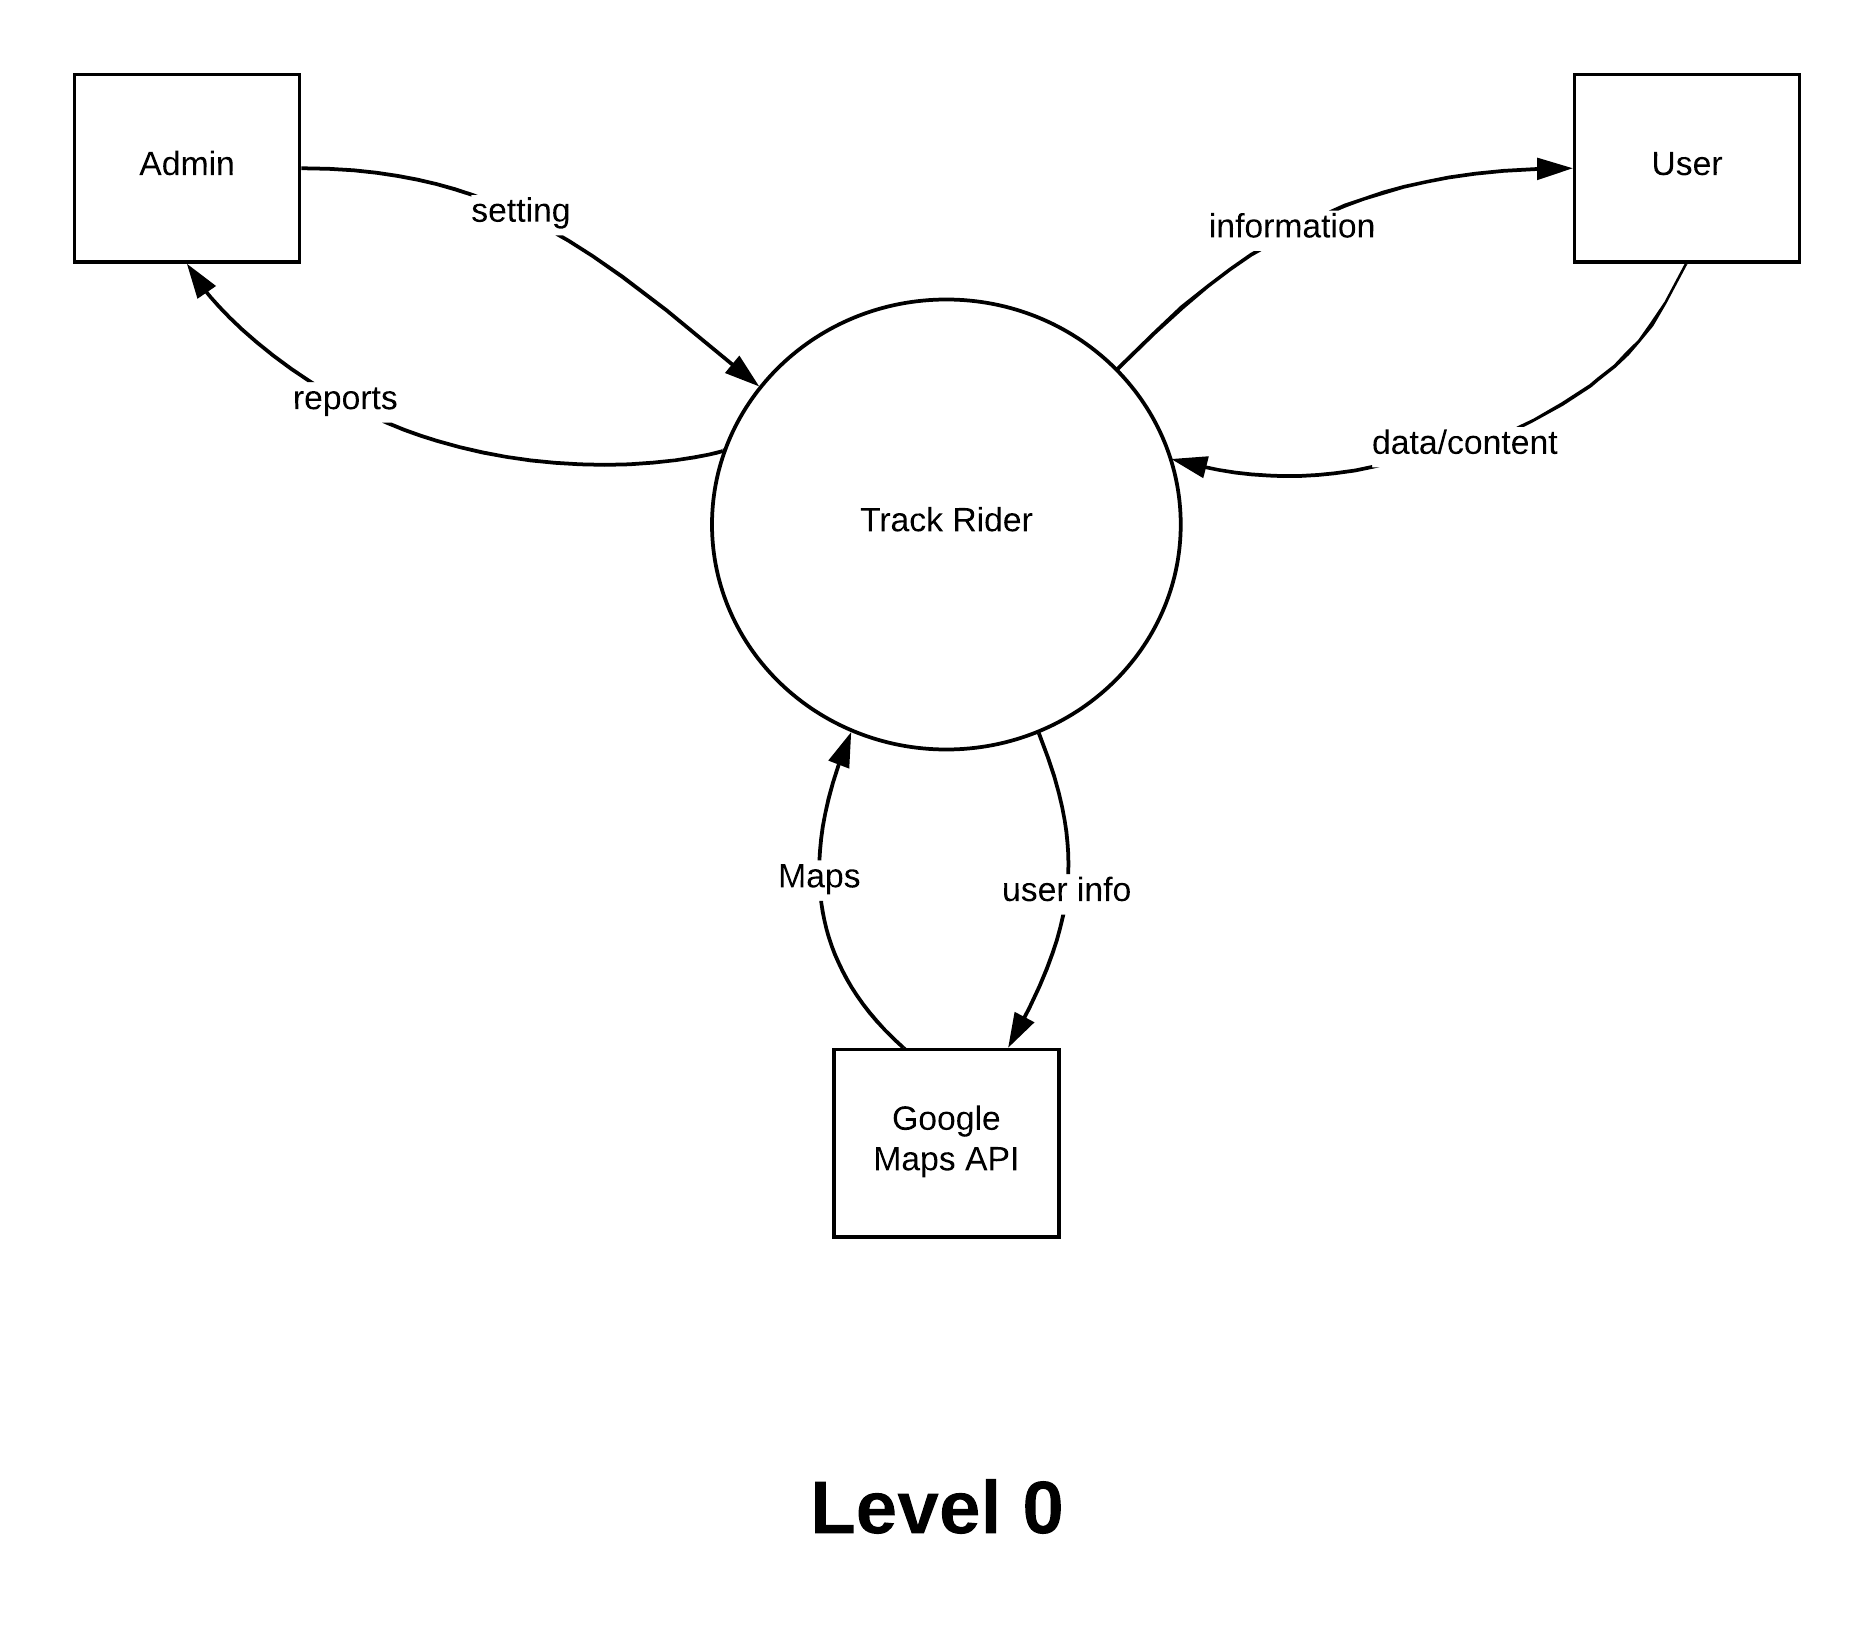 Admin
User
setting
information
reports
data/content
Track Rider
Maps
user info
Google
Maps API
Level 0